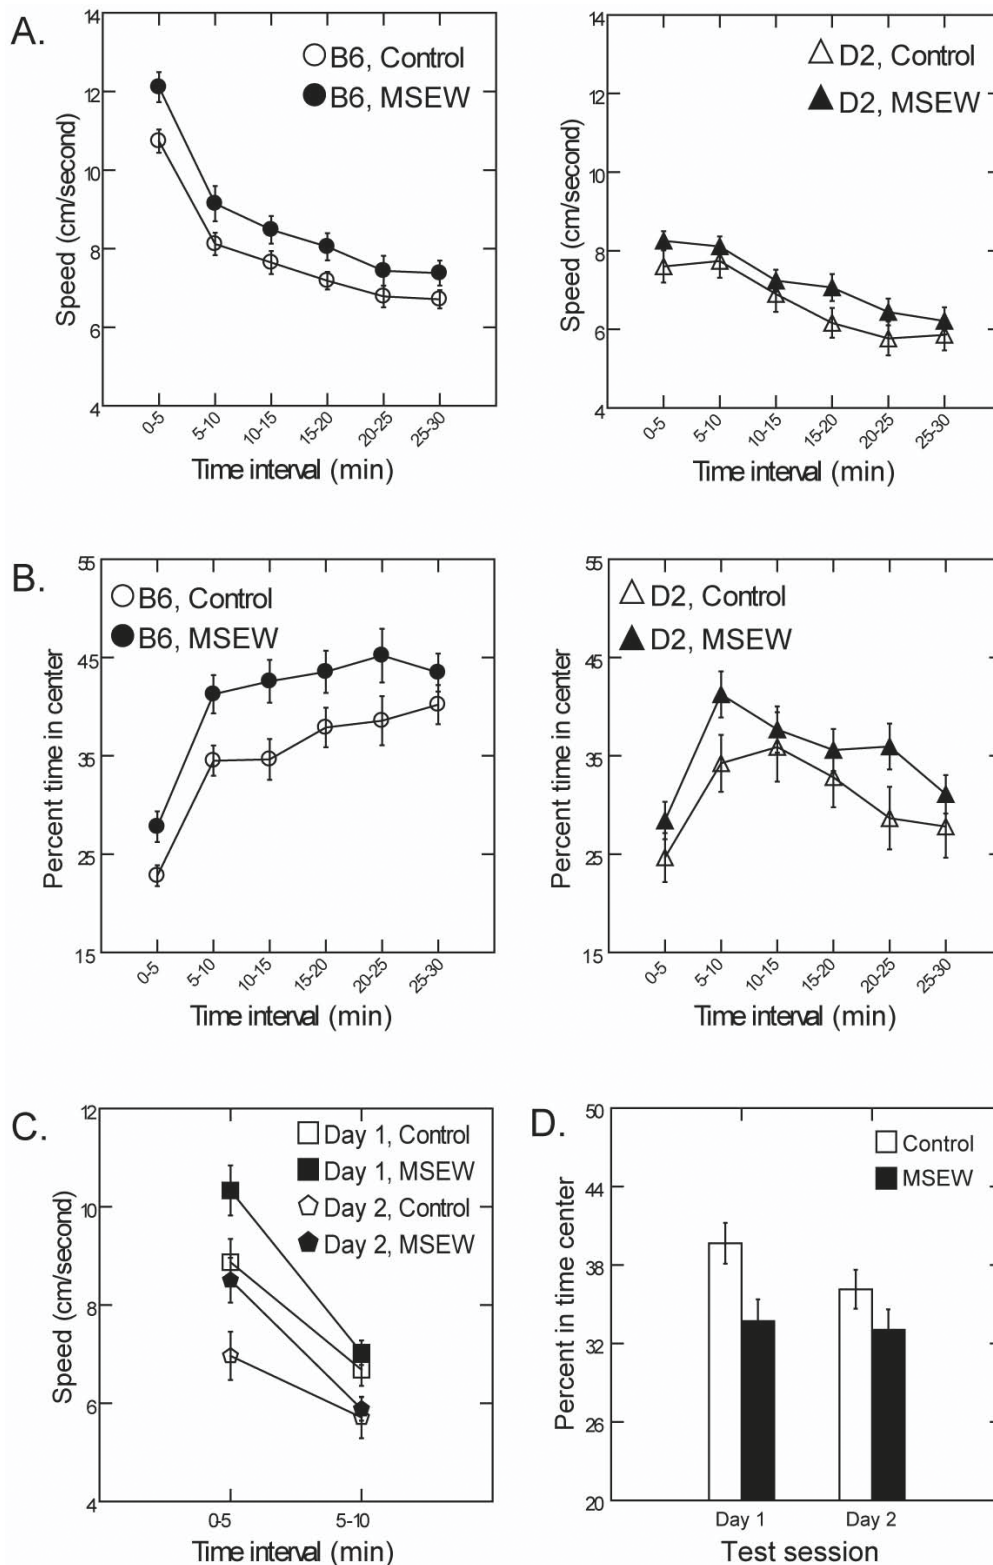 A.
Speed (cm/second)
14
12
10
8
6
4
B6, Control
B6, MSEW
0-5
5-10
10-15
15-20
20-25
25-30
Time interval (min)
Speed (cm/second)
14
12
10
8
6
4
D2, Control
D2, MSEW
0-5
5-10
10-15
15-20
20-25
25-30
Time interval (min)
B.
Percent time in center
55
45
35
25
15
B6, Control
B6, MSEW
0-5
5-10
10-15
15-20
20-25
25-30
Time interval (min)
Percent time in center
55
45
35
25
15
D2, Control
D2, MSEW
0-5
5-10
10-15
15-20
20-25
25-30
Time interval (min)
C.
Speed (cm/second)
12
10
8
6
4
Day 1, Control
Day 1, MSEW
Day 2, Control
Day 2, MSEW
0-5
5-10
Time interval (min)
D.
Percent in time center
50
44
38
32
26
20
Control
MSEW
Day 1
Day 2
Test session